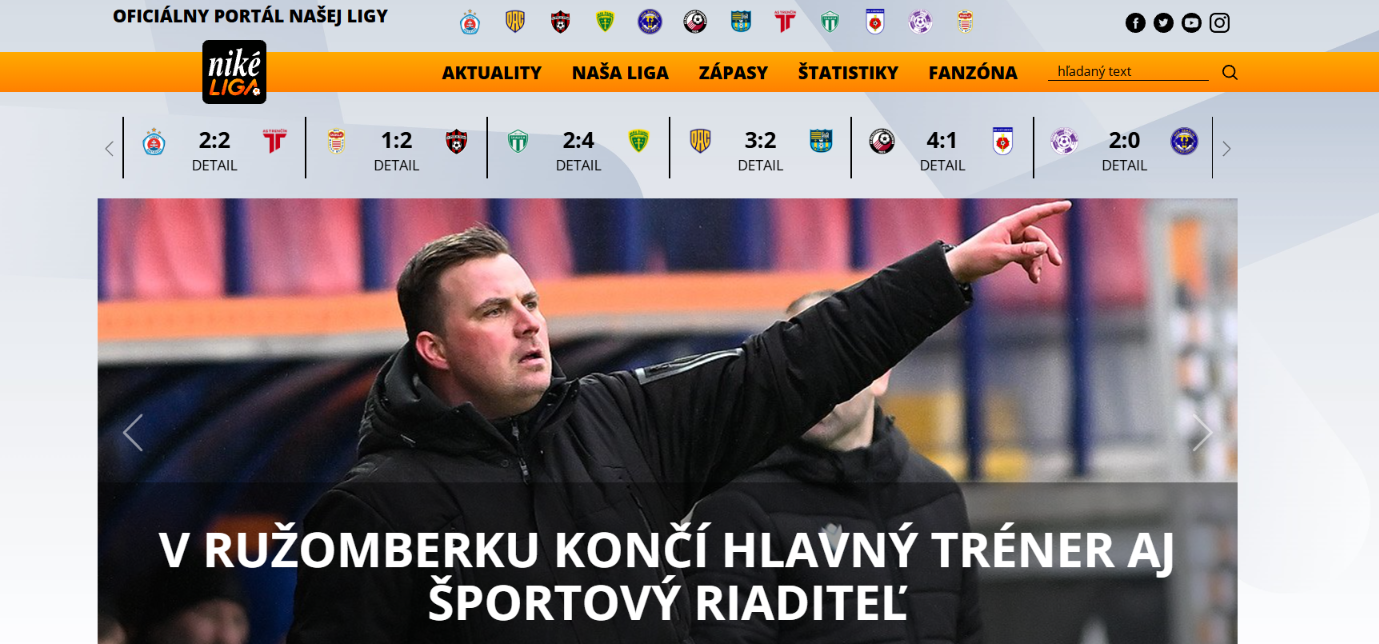 OFICIÁLNY PORTÁL NAŠEJ LIGY
niké
LIGA
AKTUALITY NAŠA LIGA ZÁPASY ŠTATISTIKY FANZÓNA hľadaný text
2:2 1:2 2:4 3:2 4:1 2:0
DETAIL DETAIL DETAIL DETAIL DETAIL DETAIL
V RUŽOMBERKU KONČÍ HLAVNÝ TRÉNER AJ
ŠPORTOVÝ RIADITEĽ